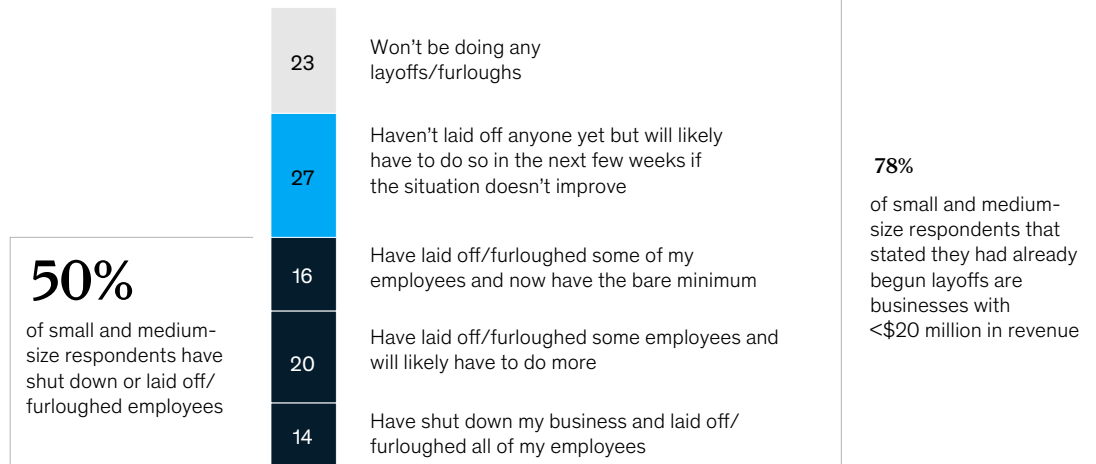 23
Won't be doing any
layoffs/furloughs
27
Haven't laid off anyone yet but will likely
have to do so in the next few weeks if
the situation doesn't improve
16
Have laid off/furloughed some of my
employees and now have the bare minimum
20
Have laid off/furloughed some employees and
will likely have to do more
14
Have shut down my business and laid off/
furloughed all of my employees
50%
of small and medium-
size respondents have
shut down or laid off/
furloughed employees
78%
of small and medium-
size respondents that
stated they had already
begun layoffs are
businesses with
<$20 million in revenue